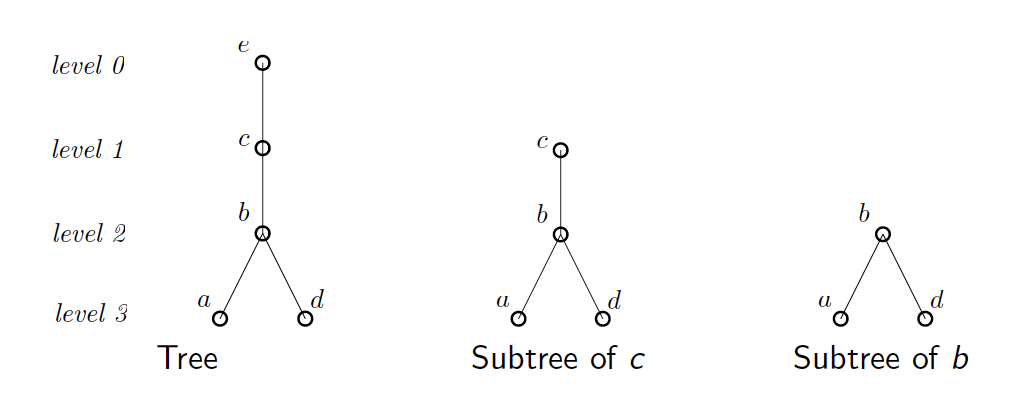 e
level 0
c
c
level 1
b
b
b
level 2
a
d
a
d
a
d
level 3
Tree
Subtree of c
Subtree of b